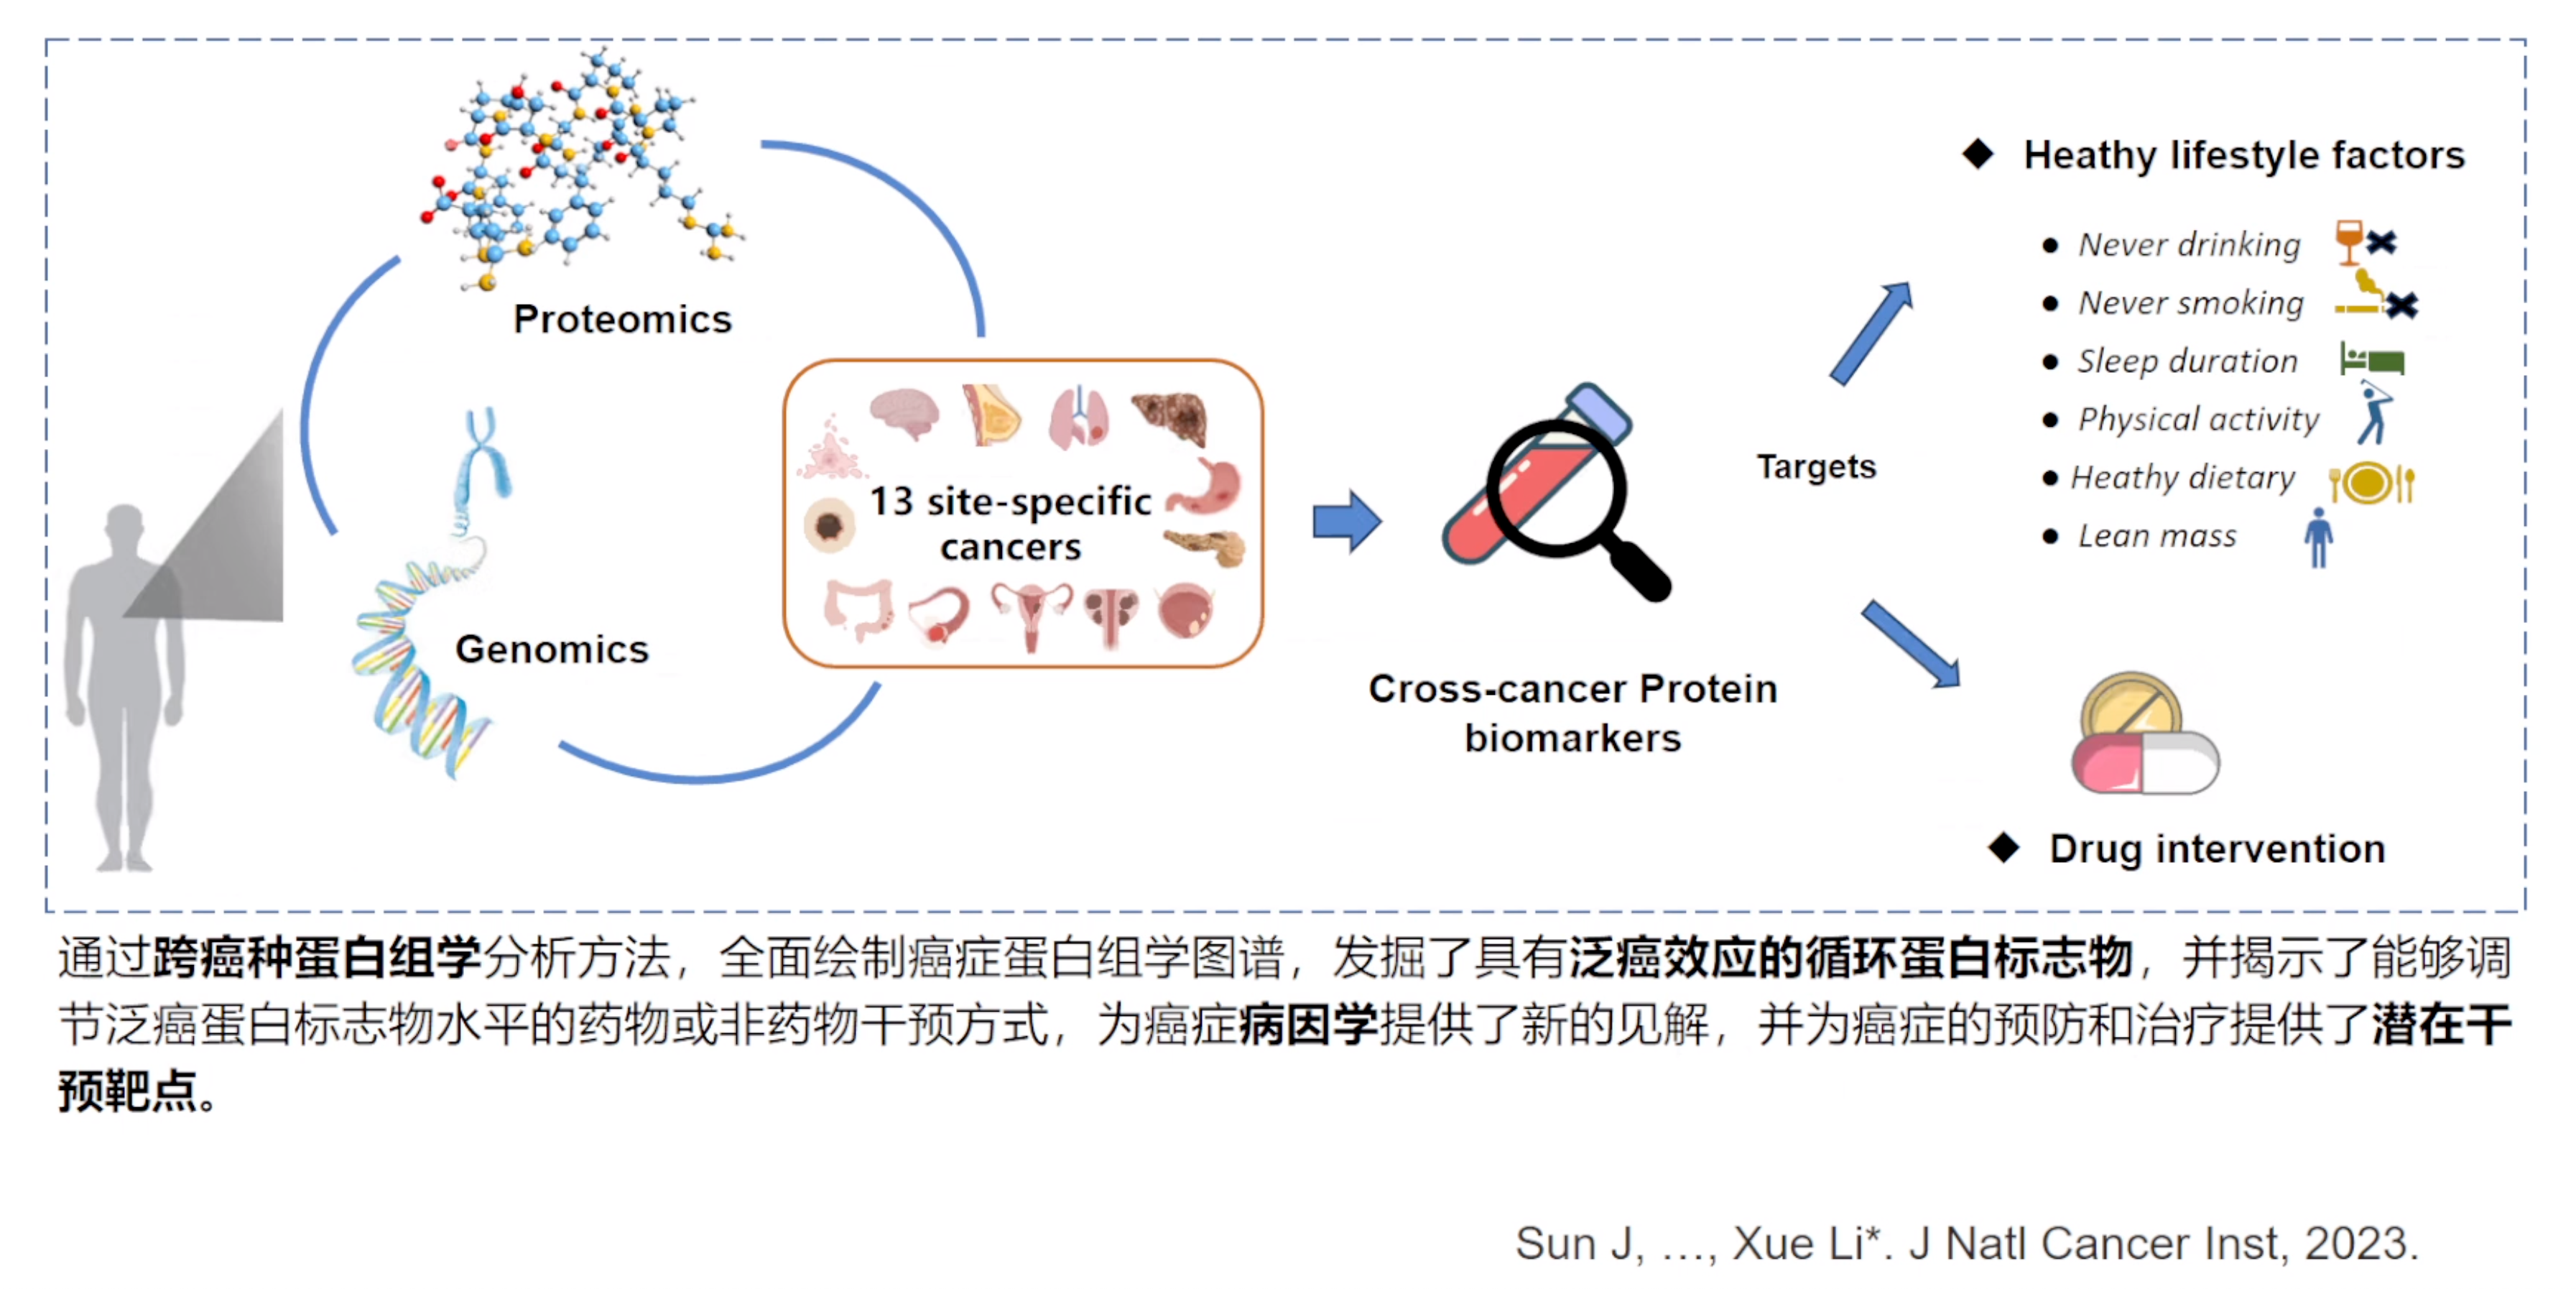 Proteomics
Genomics
13 site-specific
cancers
Cross-cancer Protein
biomarkers
Targets
◆ Heathy lifestyle factors
● Never drinking
● Never smoking
● Sleep duration
● Physical activity
● Heathy dietary
● Lean mass
◆ Drug intervention
通过跨癌种蛋白组学分析方法，全面绘制癌症蛋白组学图谱，发掘了具有泛癌效应的循环蛋白标志物，并揭示了能够调
节泛癌蛋白标志物水平的药物或非药物干预方式，为癌症病因学提供了新的见解，并为癌症的预防和治疗提供了潜在干
预靶点。
Sun J, …, Xue Li*. J Natl Cancer Inst, 2023.